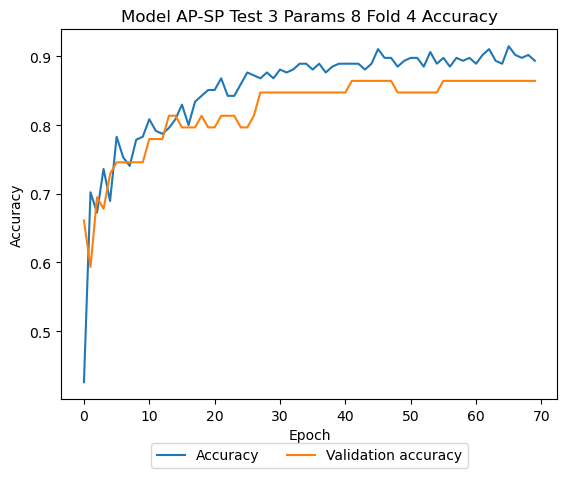 Model AP-SP Test 3 Params 8 Fold 4 Accuracy
0.9
0.8
0.7
0.6
0.5
Accuracy
0 10 20 30 40 50 60 70
Epoch
Accuracy Validation accuracy